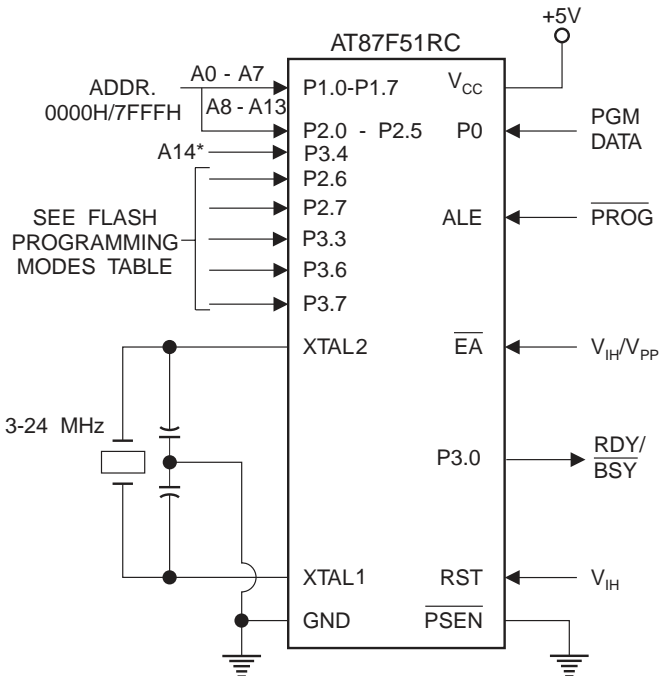 +5V
AT87F51RC
ADDR.
0000H/7FFFH
A0 - A7
P1.0-P1.7
VCC
A8 - A13
P2.0 - P2.5
P0
PGM
DATA
A14*
P3.4
P2.6
SEE FLASH
PROGRAMMING
MODES TABLE
P2.7
ALE
PROG
P3.3
P3.6
P3.7
XTAL2
EA
VIH/VPP
3-24 MHz
P3.0
RDY/
BSY
XTAL1
RST
VIH
GND
PSEN